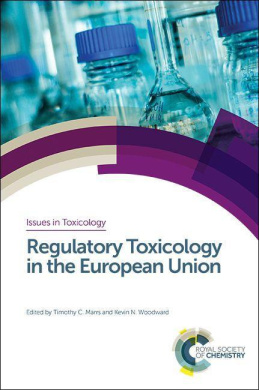 Issues in Toxicology
Regulatory Toxicology
in the European Union
Edited by Timothy C. Marrs and Kevin N. Woodward
ROYAL SOCIETY
OF CHEMISTRY